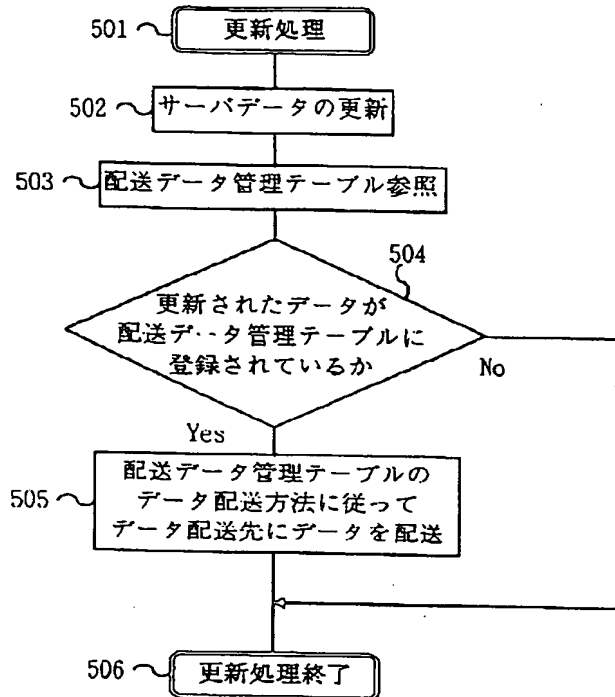 501
更新処理
502
サーバデータの更新
503
配送データ管理テーブル参照
504
更新されたデータが
配送データ管理テーブルに
登録されているか
No
Yes
505
配送データ管理テーブルの
データ配送方法に従って
データ配送先にデータを配送
506
更新処理終了